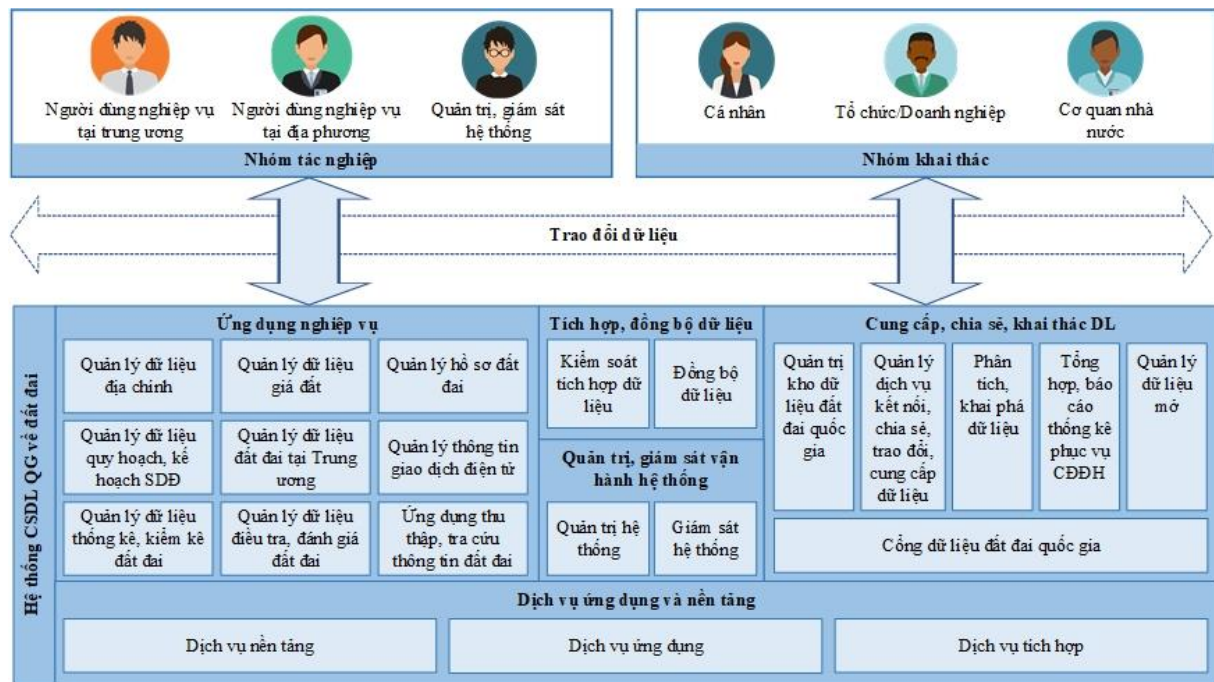 Người dùng nghiệp vụ
tại trung ương
Người dùng nghiệp vụ
tại địa phương
Quản trị, giám sát
hệ thống
Nhóm tác nghiệp
Cá nhân
Tổ chức/Doanh nghiệp
Cơ quan nhà
nước
Nhóm khai thác
Trao đổi dữ liệu
Hệ thống CSDL QG về đất đai
Ứng dụng nghiệp vụ
Quản lý dữ liệu
địa chính
Quản lý dữ liệu
giá đất
Quản lý hồ sơ đất
đai
Quản lý dữ liệu
quy hoạch, kế
hoạch SDĐ
Quản lý dữ liệu
đất đai tại Trung
ương
Quản lý thông tin
giao dịch điện tử
Quản lý dữ liệu
thống kê, kiểm kê
đất đai
Quản lý dữ liệu
điều tra, đánh giá
đất đai
Ứng dụng thu
thập, tra cứu
thông tin đất đai
Tích hợp, đồng bộ dữ liệu
Kiểm soát
tích hợp dữ
liệu
Đồng bộ
dữ liệu
Quản trị, giám sát vận
hành hệ thống
Quản trị hệ
thống
Giám sát
hệ thống
Cung cấp, chia sẻ, khai thác DL
Quản trị
kho dữ
liệu đất
đai quốc
gia
Quản lý
dịch vụ
kết nối,
chia sẻ,
trao đổi,
cung cấp
dữ liệu
Phân
tích,
khai phá
dữ liệu
Tổng
hợp, báo
cáo
thống kê
phục vụ
CĐĐH
Quản lý
dữ liệu
mở
Cổng dữ liệu đất đai quốc gia
Dịch vụ ứng dụng và nền tảng
Dịch vụ nền tảng
Dịch vụ ứng dụng
Dịch vụ tích hợp